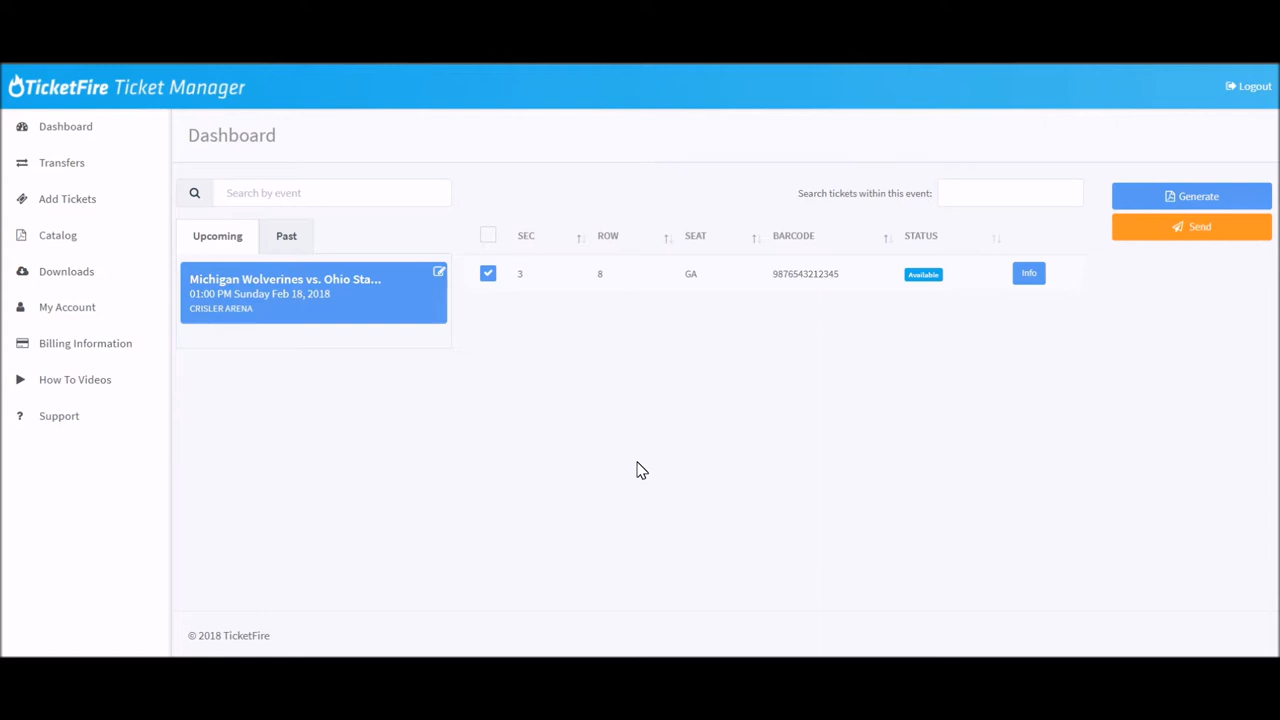 TicketFire Ticket Manager
Logout
Dashboard
Transfers
Add Tickets
Catalog
Downloads
My Account
Billing Information
How To Videos
? Support
Dashboard
Search by event
Search tickets within this event:
Generate
Send
Upcoming Past
SEC ROW SEAT BARCODE STATUS
Michigan Wolverines vs. Ohio Sta...
01:00 PM Sunday Feb 18, 2018
CRISLER ARENA
3 8 GA 9876543212345 Available Info
© 2018 TicketFire